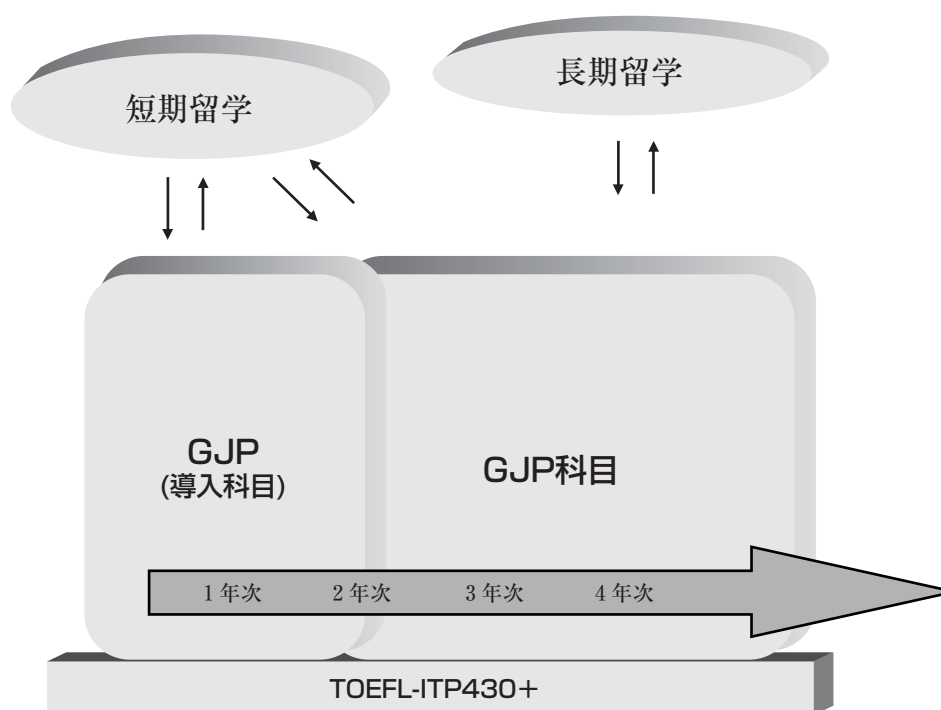 短期留学
長期留学
GJP
(導入科目)
GJP科目
1年次 2年次 3年次 4年次
TOEFL-ITP430＋